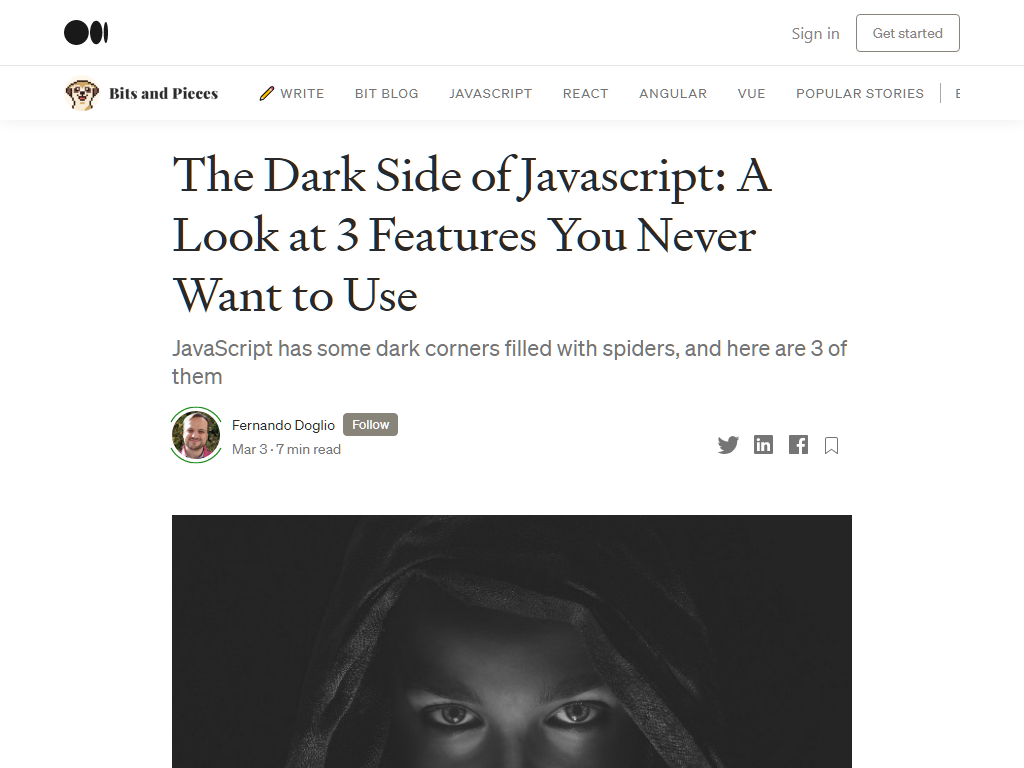 Sign in
Get started
Bits and Pieces
WRITE
BIT BLOG
JAVASCRIPT
REACT
ANGULAR
VUE
POPULAR STORIES
The Dark Side of Javascript: A
Look at 3 Features You Never
Want to Use
JavaScript has some dark corners filled with spiders, and here are 3 of
them
Fernando Doglio
Follow
Mar 3 · 7 min read